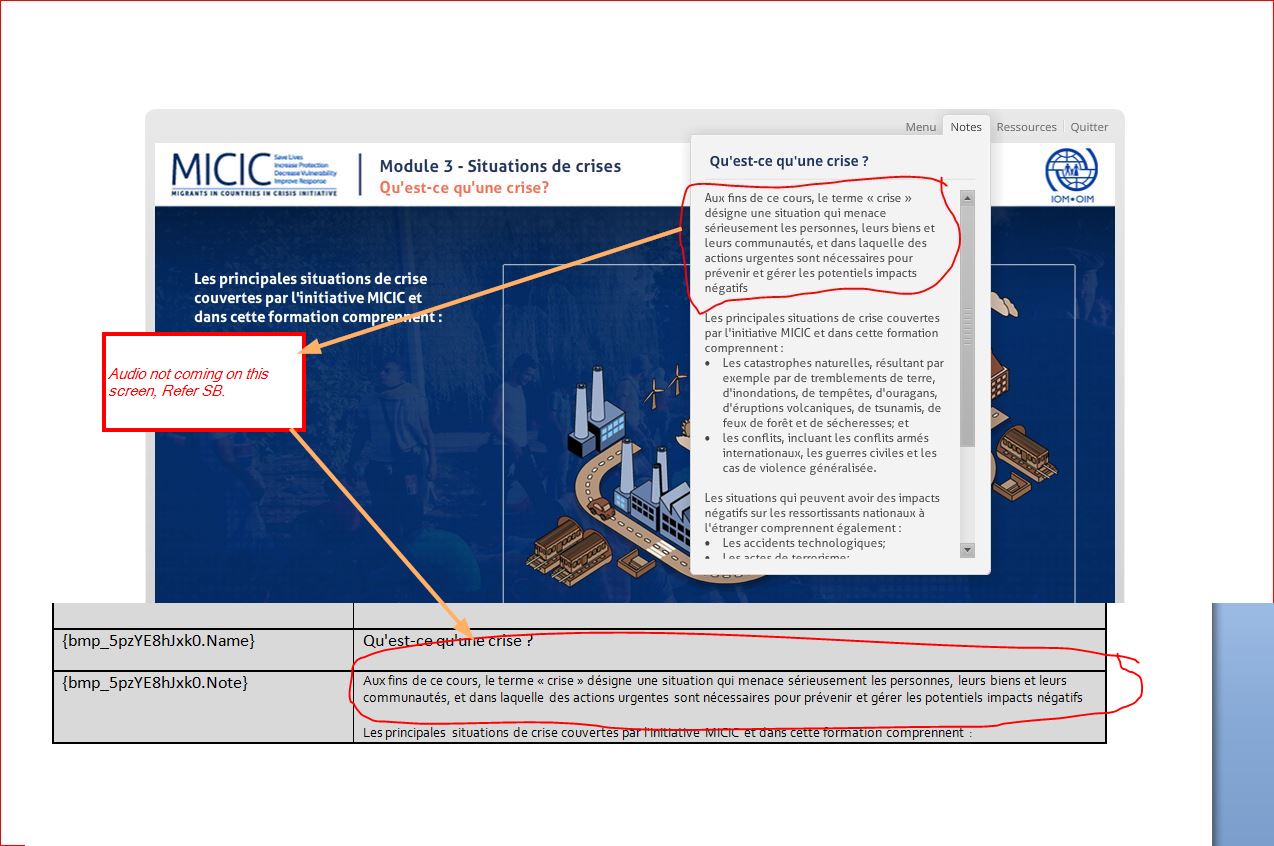 Menu Notes Ressources Quitter
MICIC
Save Lives
Increase Protection
Decrease Vulnerability
Improve Response
MIGRANTS IN COUNTRIES IN CRISIS INITIATIVE
Module 3 - Situations de crises
Qu'est-ce qu'une crise?
IOM•OIM
Qu'est-ce qu'une crise ?
Aux fins de ce cours, le terme « crise »
désigne une situation qui menace
sérieusement les personnes, leurs biens et
leurs communautés, et dans laquelle des
actions urgentes sont nécessaires pour
prévenir et gérer les potentiels impacts
négatifs
Les principales situations de crise couvertes
par l'initiative MICIC et dans cette formation
comprennent :
• Les catastrophes naturelles, résultant par
exemple par de tremblements de terre,
d'inondations, de tempêtes, d'ouragans,
d'éruptions volcaniques, de tsunamis, de
feux de forêt et de sécheresses; et
• les conflits, incluant les conflits armés
internationaux, les guerres civiles et les
cas de violence généralisée.
Les situations qui peuvent avoir des impacts
négatifs sur les ressortissants nationaux à
l'étranger comprennent également :
• Les accidents technologiques;
• Les actes de terrorisme;
Les principales situations de crise
couvertes par l'initiative MICIC et
dans cette formation comprennent :
Audio not coming on this
screen, Refer SB.
{bmp_5pzYE8hJxk0.Name}
Qu'est-ce qu'une crise ?
{bmp_5pzYE8hJxk0.Note}
Aux fins de ce cours, le terme « crise » désigne une situation qui menace sérieusement les personnes, leurs biens et leurs
communautés, et dans laquelle des actions urgentes sont nécessaires pour prévenir et gérer les potentiels impacts négatifs
Les principales situations de crise couvertes par l'initiative MICIC et dans cette formation comprennent :